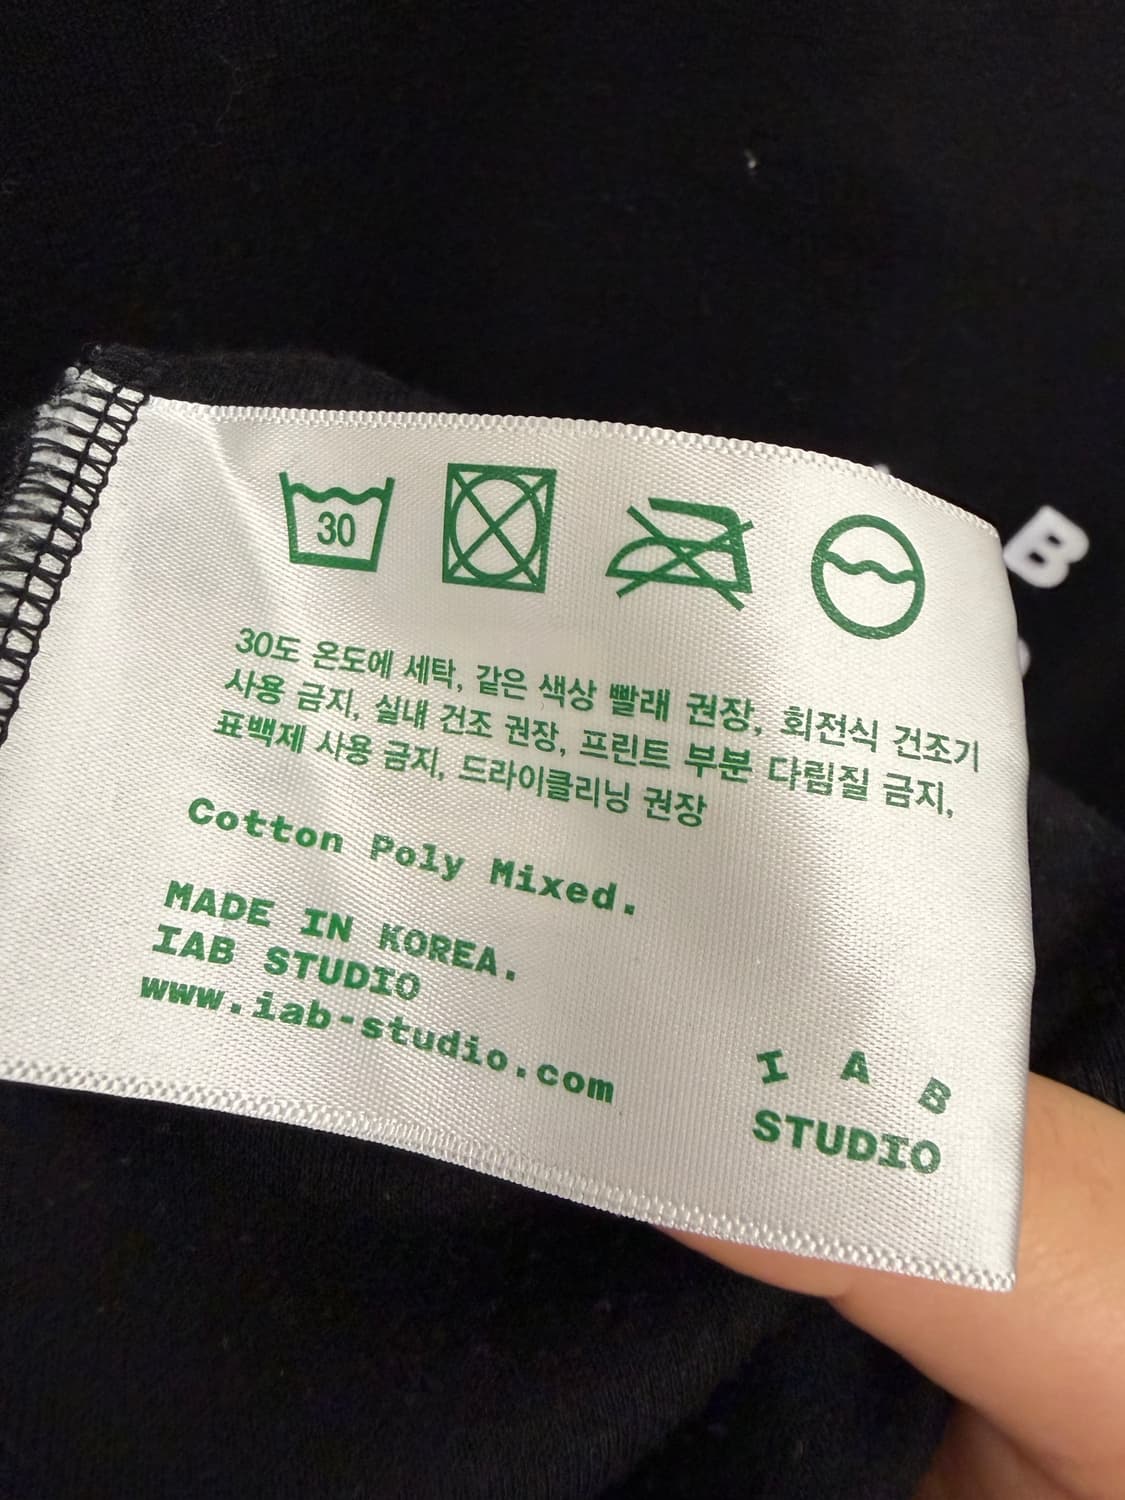 30
30도 온도에 세탁, 같은 색상 빨래 권장, 회전식 건조기
사용 금지, 실내 건조 권장, 프린트 부분 다림질 금지,
표백제 사용 금지, 드라이클리닝 권장
Cotton Poly Mixed.
MADE IN KOREA.
IAB STUDIO
www.iab-studio.com
I A B
STUDIO
B